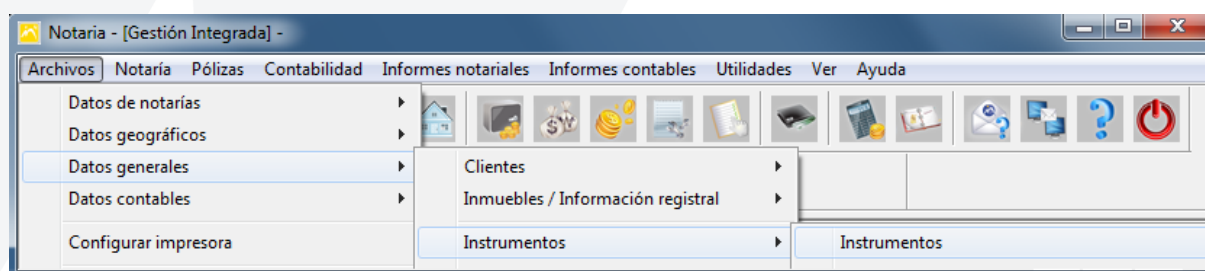 Notaria - [Gestión Integrada] -
Archivos Notaría Pólizas Contabilidad Informes notariales Informes contables Utilidades Ver Ayuda
Datos de notarías
Datos geográficos
Datos generales
Clientes
Datos contables
Inmuebles / Información registral
Configurar impresora
Instrumentos
Instrumentos